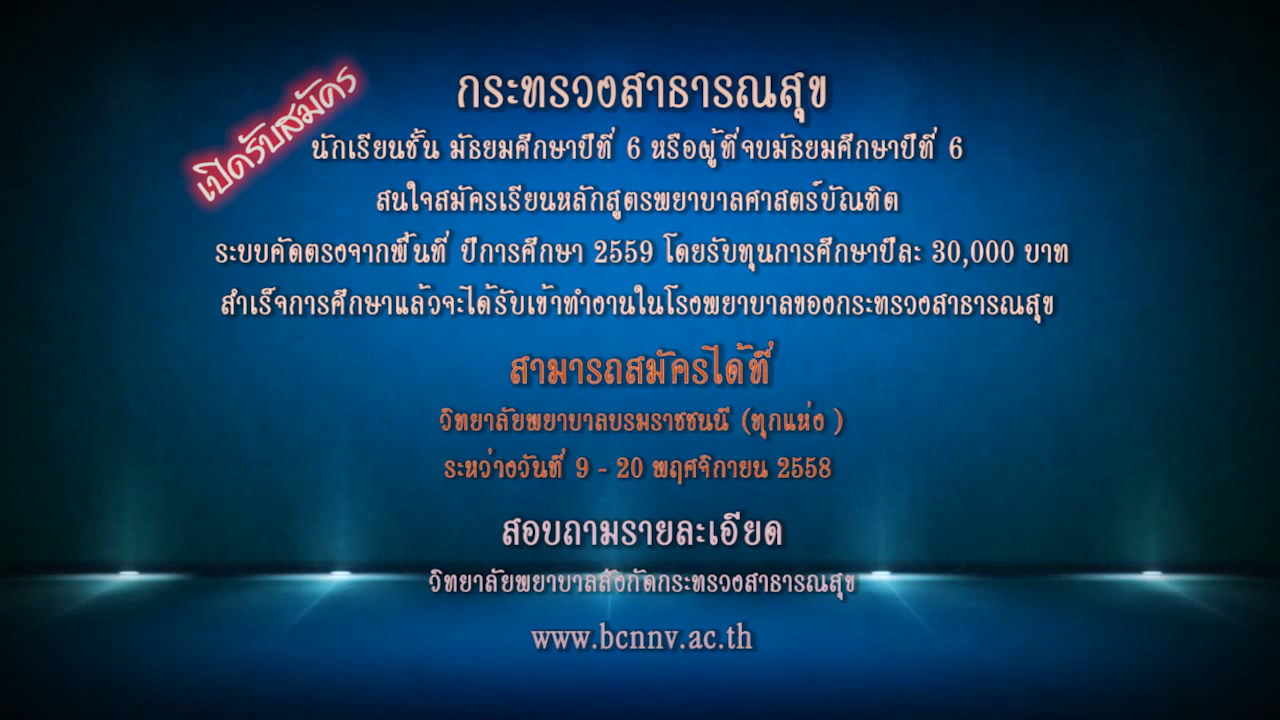 เปิดรับสมัคร
กระทรวงสาธารณสุข
นักเรียนชั้น มัธยมศึกษาปีที่ 6 หรือผู้ที่จบมัธยมศึกษาปีที่ 6
สนใจสมัครเรียนหลักสูตรพยาบาลศาสตร์บัณฑิต
ระบบคัดตรงจากพื้นที่ ปีการศึกษา 2559 โดยรับทุนการศึกษาปีละ 30,000 บาท
สำเร็จการศึกษาแล้วจะได้รับเข้าทำงานในโรงพยาบาลของกระทรวงสาธารณสุข
สามารถสมัครได้ที่
วิทยาลัยพยาบาลบรมราชชนนี (ทุกแห่ง )
ระหว่างวันที่ 9 - 20 พฤศจิกายน 2558
สอบถามรายละเอียด
วิทยาลัยพยาบาลสังกัดกระทรวงสาธารณสุข
www.bcnnv.ac.th